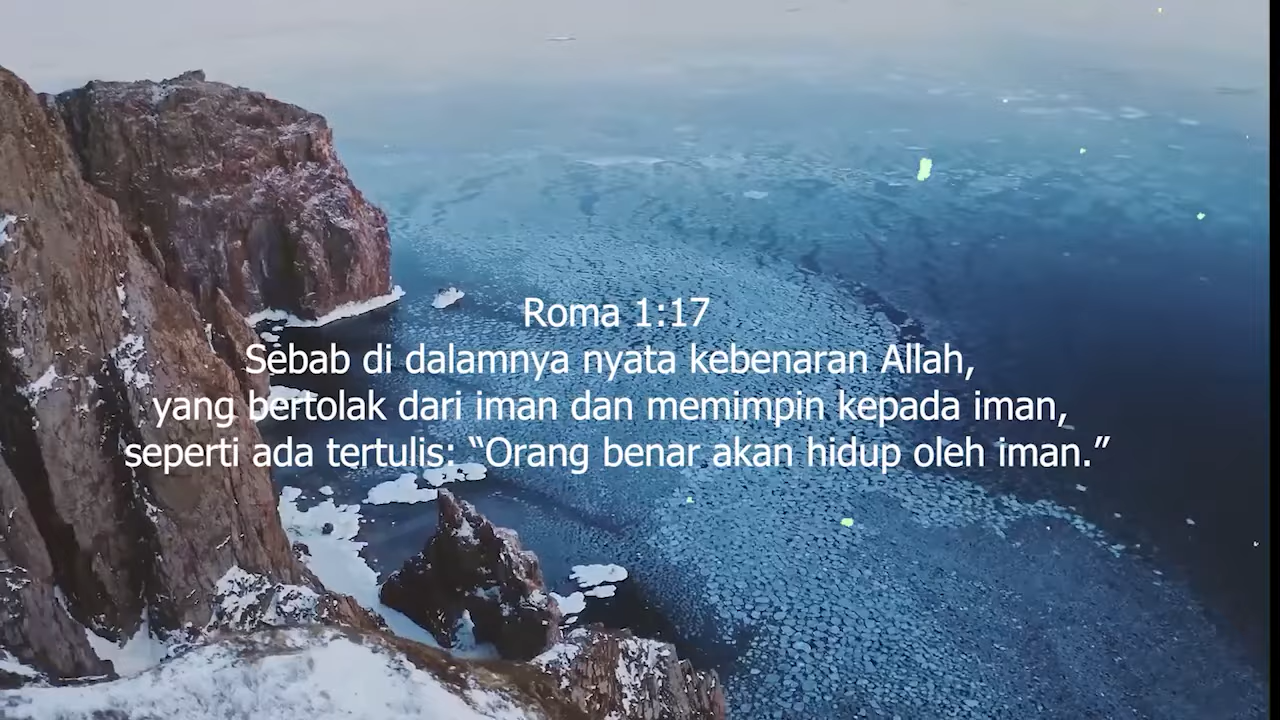 Roma 1:17
Sebab di dalamnya nyata kebenaran Allah,
yang bertolak dari iman dan memimpin kepada iman,
seperti ada tertulis: “Orang benar akan hidup oleh iman.”